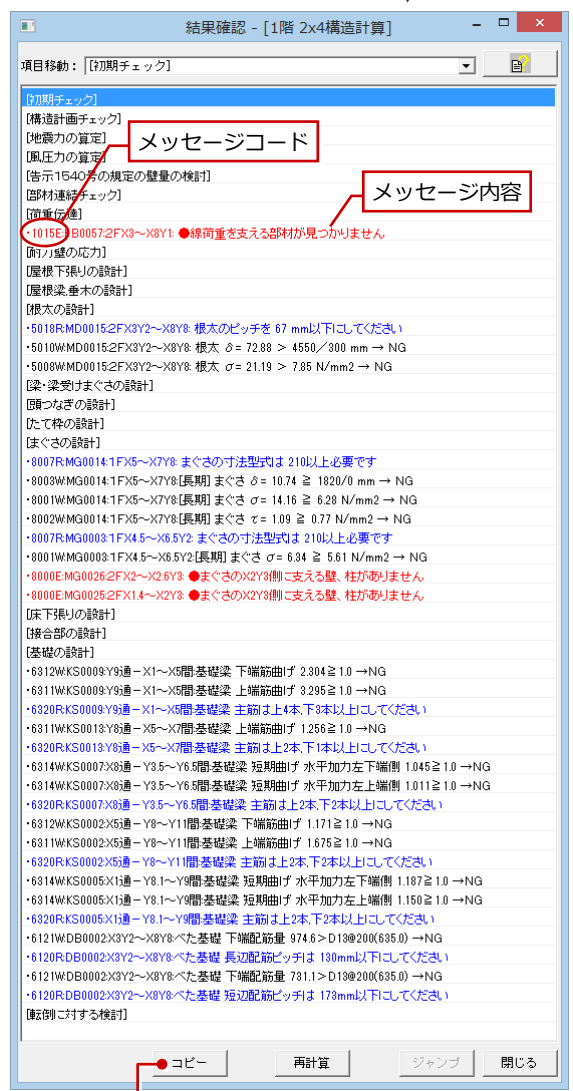 結果確認 - [1階 2x4構造計算]
項目移動： [初期チェック]
[初期チェック]
[構造計画チェック]
[地震力の算定]
メッセージコード
[風圧力の算定]
[告示1540号の規定の壁量の検討]
[部材連結チェック]
メッセージ内容
[荷重伝達]
・1015E: B0057:2FX3～X8Y1: ●線荷重を支える部材が見つかりません
[耐力壁の応力]
[屋根下張りの設計]
[屋根梁,垂木の設計]
[根太の設計]
・5018R:MD0015:2FX3Y2～X8Y8: 根太のピッチを 67 mm以下にしてください
・5010W:MD0015:2FX3Y2～X8Y8: 根太 δ= 72.88 ＞ 4550／300 mm → NG
・5008W:MD0015:2FX3Y2～X8Y8: 根太 σ= 21.19 ＞ 7.85 N/mm2 → NG
[梁・梁受けまぐさの設計]
[頭つなぎの設計]
[たて枠の設計]
[まぐさの設計]
・8007R:MG0014:1FX5～X7Y8: まぐさの寸法型式は 210以上必要です
・8003W:MG0014:1FX5～X7Y8:[長期] まぐさ δ= 10.74 ≧ 1820/0 mm → NG
・8001W:MG0014:1FX5～X7Y8:[長期] まぐさ σ= 14.16 ≧ 6.28 N/mm2 → NG
・8002W:MG0014:1FX5～X7Y8:[長期] まぐさ τ= 1.09 ≧ 0.77 N/mm2 → NG
・8007R:MG0003:1FX4.5～X6.5Y2: まぐさの寸法型式は 210以上必要です
・8001W:MG0003:1FX4.5～X6.5Y2:[長期] まぐさ σ= 6.34 ≧ 5.61 N/mm2 → NG
・8000E:MG0026:2FX2～X2.6Y3: ●まぐさのX2Y3側に支える壁、柱がありません
・8000E:MG0025:2FX1.4～X2Y3: ●まぐさのX2Y3側に支える壁、柱がありません
[床下張りの設計]
[接合部の設計]
[基礎の設計]
・6312W:KS0009:Y9通－X1～X5間:基礎梁 下端筋曲げ 2.304≧1.0 →NG
・6311W:KS0009:Y9通－X1～X5間:基礎梁 上端筋曲げ 3.295≧1.0 →NG
・6320R:KS0009:Y9通－X1～X5間:基礎梁 主筋は上4本,下3本以上にしてください
・6311W:KS0013:Y8通－X5～X7間:基礎梁 上端筋曲げ 1.256≧1.0 →NG
・6320R:KS0013:Y8通－X5～X7間:基礎梁 主筋は上2本,下1本以上にしてください
・6314W:KS0007:X8通－Y3.5～Y6.5間:基礎梁 短期曲げ 水平加力左下端側 1.045≧1.0 →NG
・6314W:KS0007:X8通－Y3.5～Y6.5間:基礎梁 短期曲げ 水平加力左上端側 1.011≧1.0 →NG
・6320R:KS0007:X8通－Y3.5～Y6.5間:基礎梁 主筋は上2本,下2本以上にしてください
・6312W:KS0002:X5通－Y8～Y11間:基礎梁 下端筋曲げ 1.171≧1.0 →NG
・6311W:KS0002:X5通－Y8～Y11間:基礎梁 上端筋曲げ 1.675≧1.0 →NG
・6320R:KS0002:X5通－Y8～Y11間:基礎梁 主筋は上2本,下2本以上にしてください
・6314W:KS0005:X1通－Y8.1～Y9間:基礎梁 短期曲げ 水平加力左下端側 1.187≧1.0 →NG
・6314W:KS0005:X1通－Y8.1～Y9間:基礎梁 短期曲げ 水平加力左上端側 1.150≧1.0 →NG
・6320R:KS0005:X1通－Y8.1～Y9間:基礎梁 主筋は上2本,下2本以上にしてください
・6121W:DB0002:X3Y2～X8Y8:べた基礎 下端配筋量 974.6＞D13@200(635.0) →NG
・6120R:DB0002:X3Y2～X8Y8:べた基礎 長辺配筋ピッチは 130mm以下にしてください
・6121W:DB0002:X3Y2～X8Y8:べた基礎 下端配筋量 731.1＞D13@200(635.0) →NG
・6120R:DB0002:X3Y2～X8Y8:べた基礎 短辺配筋ピッチは 173mm以下にしてください
[転倒に対する検討]
コピー 再計算 ジャンプ 閉じる